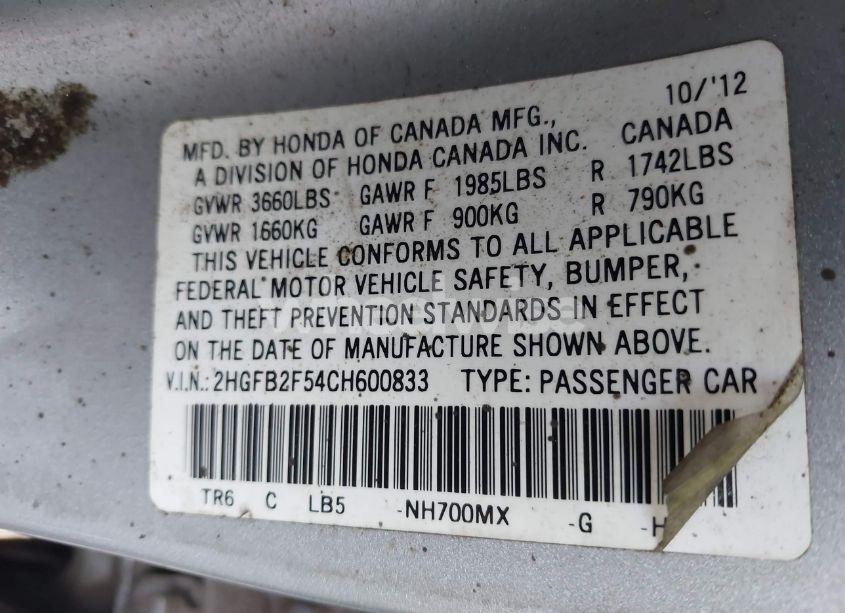 10/'12
MFD. BY HONDA OF CANADA MFG.,
A DIVISION OF HONDA CANADA INC. CANADA
GVWR 3660LBS GAWR F 1985LBS R 1742LBS
GVWR 1660KG GAWR F 900KG R 790KG
THIS VEHICLE CONFORMS TO ALL APPLICABLE
FEDERAL MOTOR VEHICLE SAFETY, BUMPER,
AND THEFT PREVENTION STANDARDS IN EFFECT
ON THE DATE OF MANUFACTURE SHOWN ABOVE.
V.I.N.: 2HGFB2F54CH600833 TYPE: PASSENGER CAR
TR6 C LB5 -NH700MX -G -H